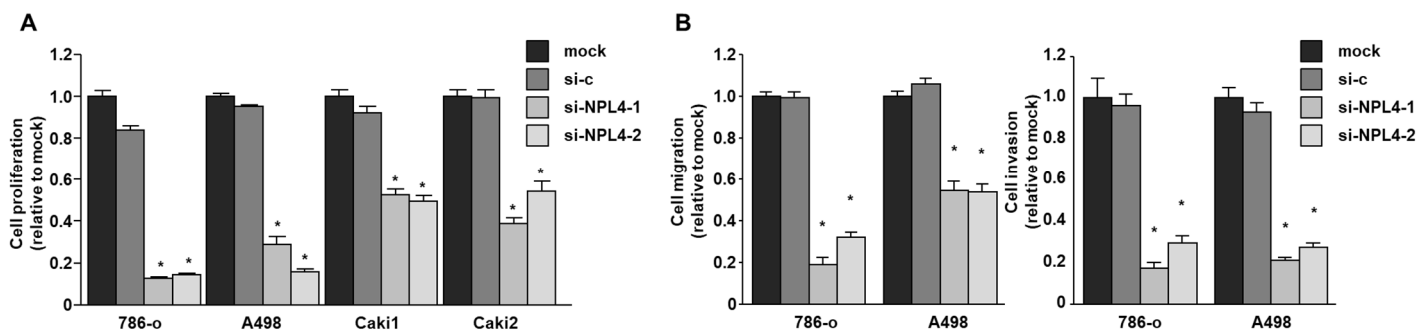 A
Cell proliferation
(relative to mock)
1.2
1.0
0.8
0.6
0.4
0.2
0
* * * * * * * *
786-o A498 Caki1 Caki2
mock
si-c
si-NPL4-1
si-NPL4-2
B
Cell migration
(relative to mock)
1.2
1.0
0.8
0.6
0.4
0.2
0
* * * *
786-o A498
Cell invasion
(relative to mock)
1.2
1.0
0.8
0.6
0.4
0.2
0
* * * *
786-o A498
mock
si-c
si-NPL4-1
si-NPL4-2